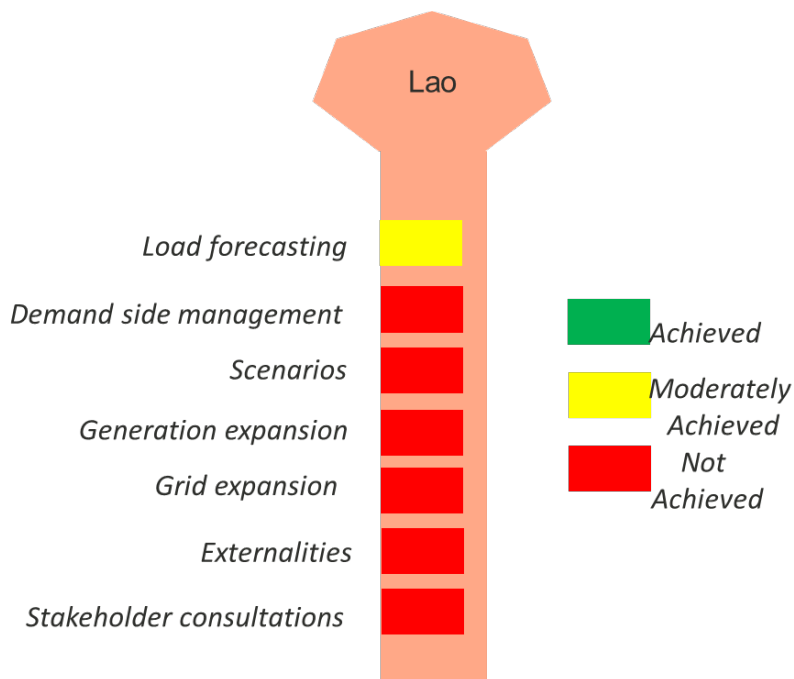 Lao
Load forecasting
Demand side management
Scenarios
Generation expansion
Grid expansion
Externalities
Stakeholder consultations
Achieved
Moderately
Achieved
Not
Achieved